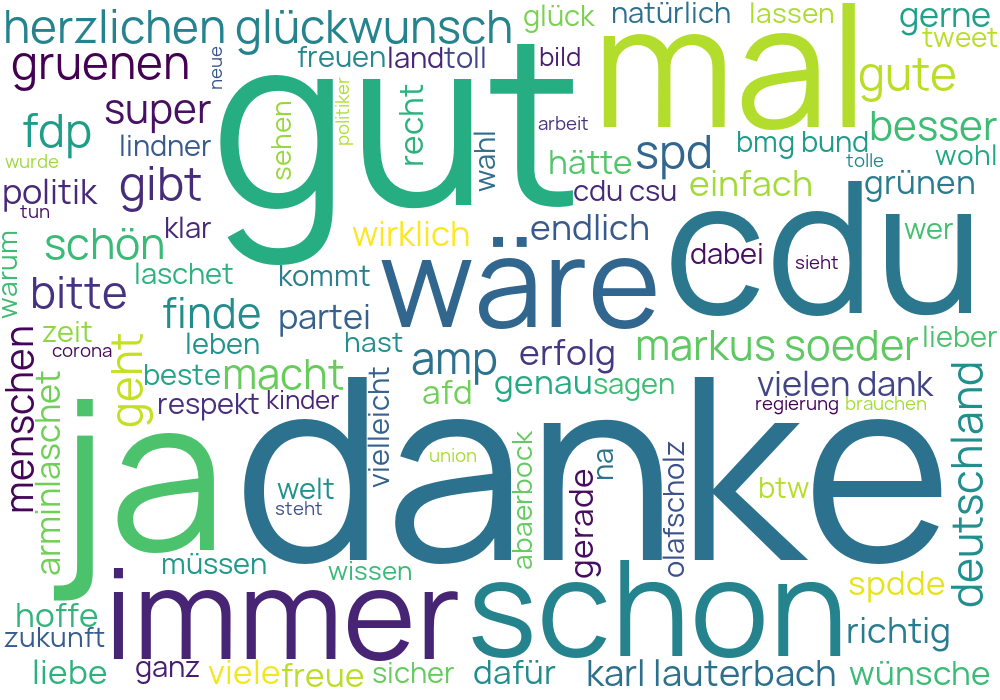 herzlichen glückwunsch
glück
natürlich
lassen
gerne
tweet
gruenen
neue
freuen
land
toll
bild
mal
gute
super
gut
sehen
politiker
recht
wahl
arbeit
fdp
lindner
wurde
hätte
spd
bmg bund
besser
tolle
wohl
politik
tun
gibt
cdu csu
einfach
grünen
klar
schön
wirklich
endlich
cdu
dabei
sieht
wer
warum
laschet
kommt
wäre
bitte
finde
partei
zeit
leben
hast
amp
erfolg
markus soeder
lieber
corona
menschen
arminlaschet
geht
beste
macht
respekt
kinder
vielleicht
afd
genau
sagen
vielen dank
regierung
brauchen
deutschland
ja
danke
welt
steht
union
abaerbock
gerade
na
olafscholz
btw
müssen
wissen
immer
schon
spdde
hoffe
zukunft
richtig
liebe
ganz
viele
freue
sicher
dafür
karl lauterbach
wünsche